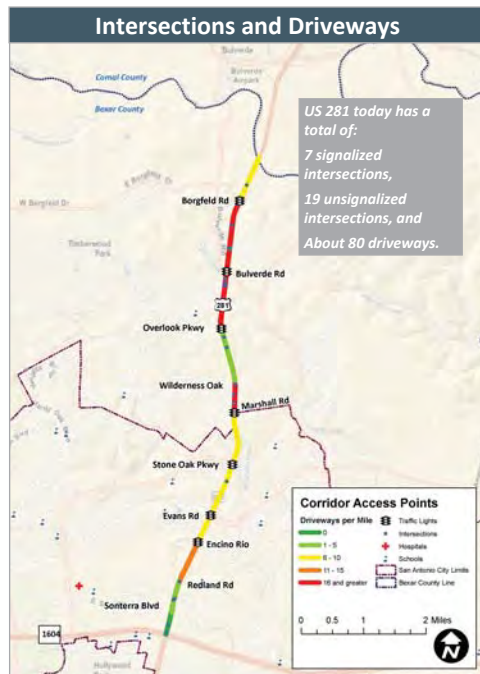 Intersections and Driveways
Bulverde
Bulverde
Airport
Comal County
Bexar County
US 281 today has a
total of:
7 signalized
intersections,
19 unsignalized
intersections, and
About 80 driveways.
E Borgfeld Dr
W Borgfeld Dr
Borgfeld Rd
Timberwood
Park
Bulverde Rd
281
Overlook Pkwy
Wilderness Oak
Marshall Rd
Stone Oak Pkwy
Evans Rd
Encino Rio
Redland Rd
Sonterra Blvd
1604
Hollywood
Corridor Access Points
Driveways per Mile
0
1 - 5
6 - 10
11 - 15
16 and greater
Traffic Lights
Intersections
Hospitals
Schools
San Antonio City Limits
Bexar County Line
0 0.5 1 2 Miles
N